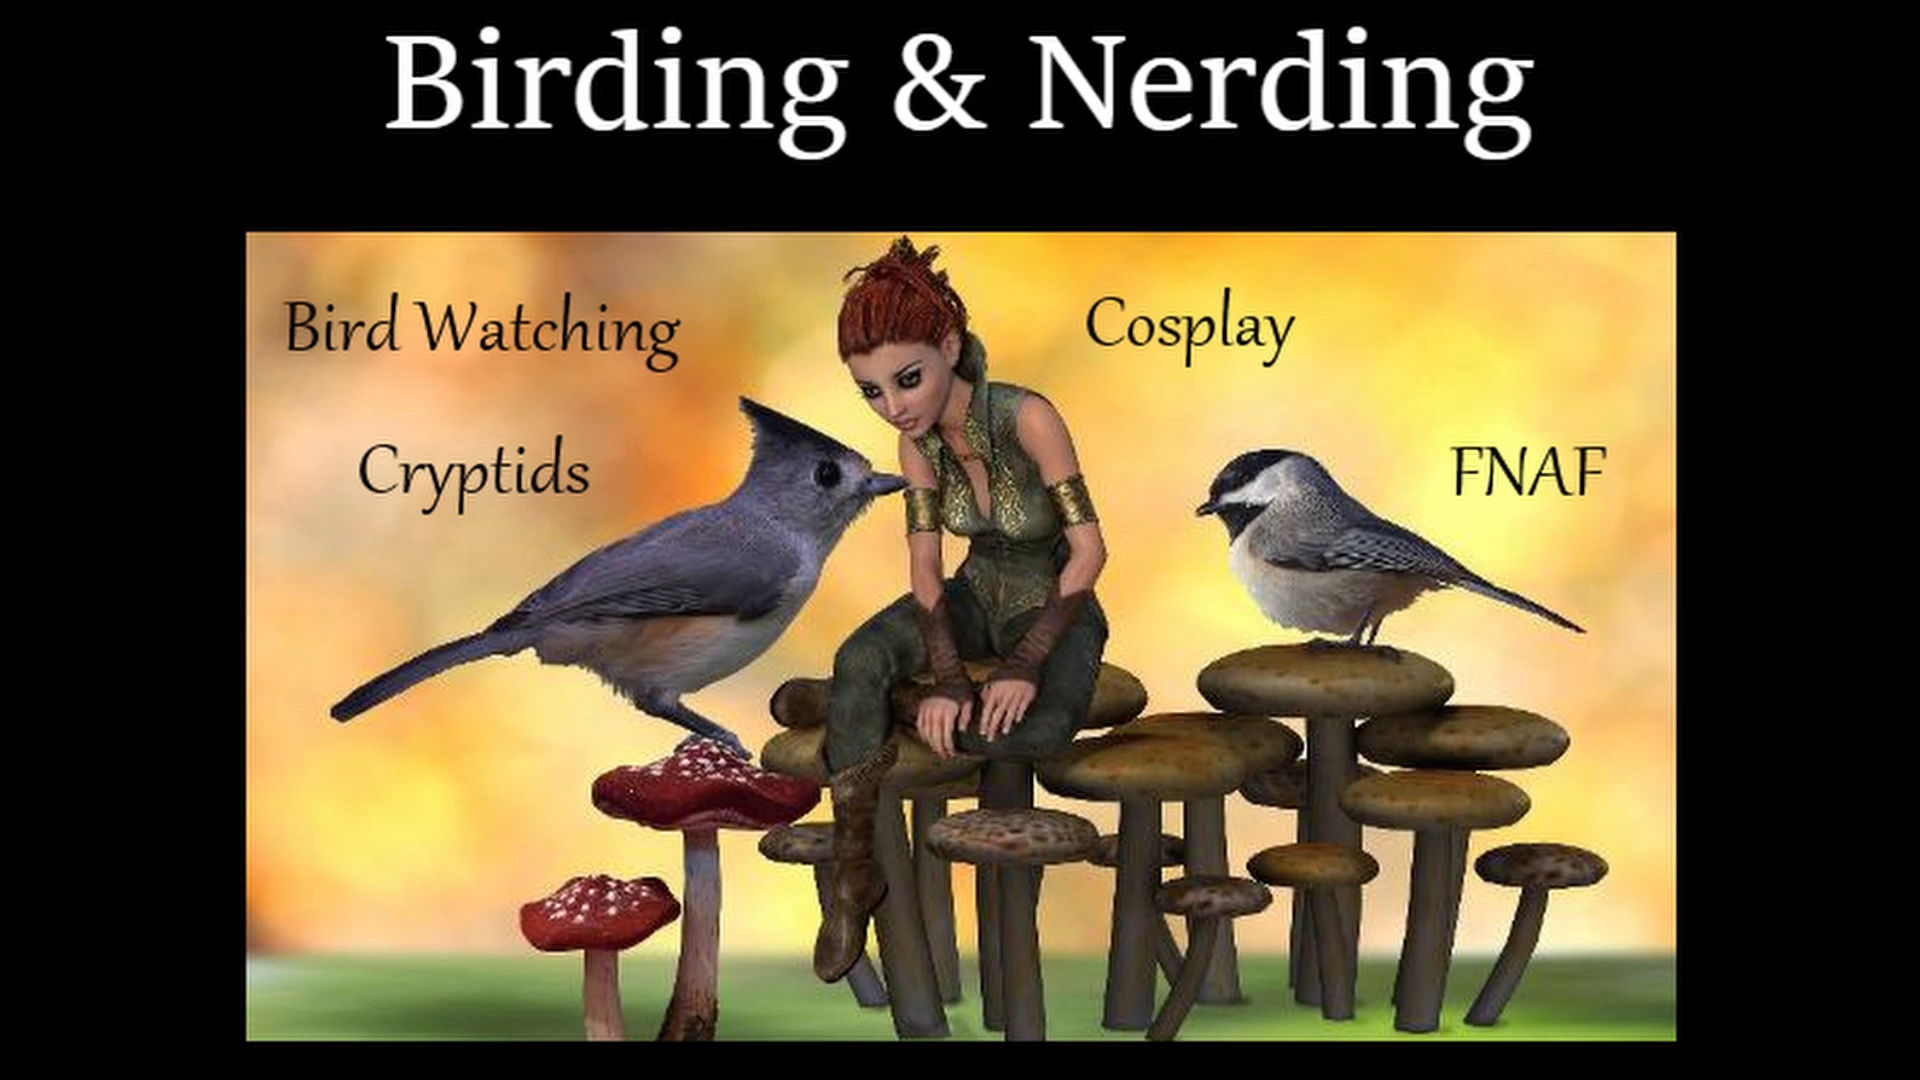 Birding & Nerding
Bird Watching
Cosplay
Cryptids
FNAF